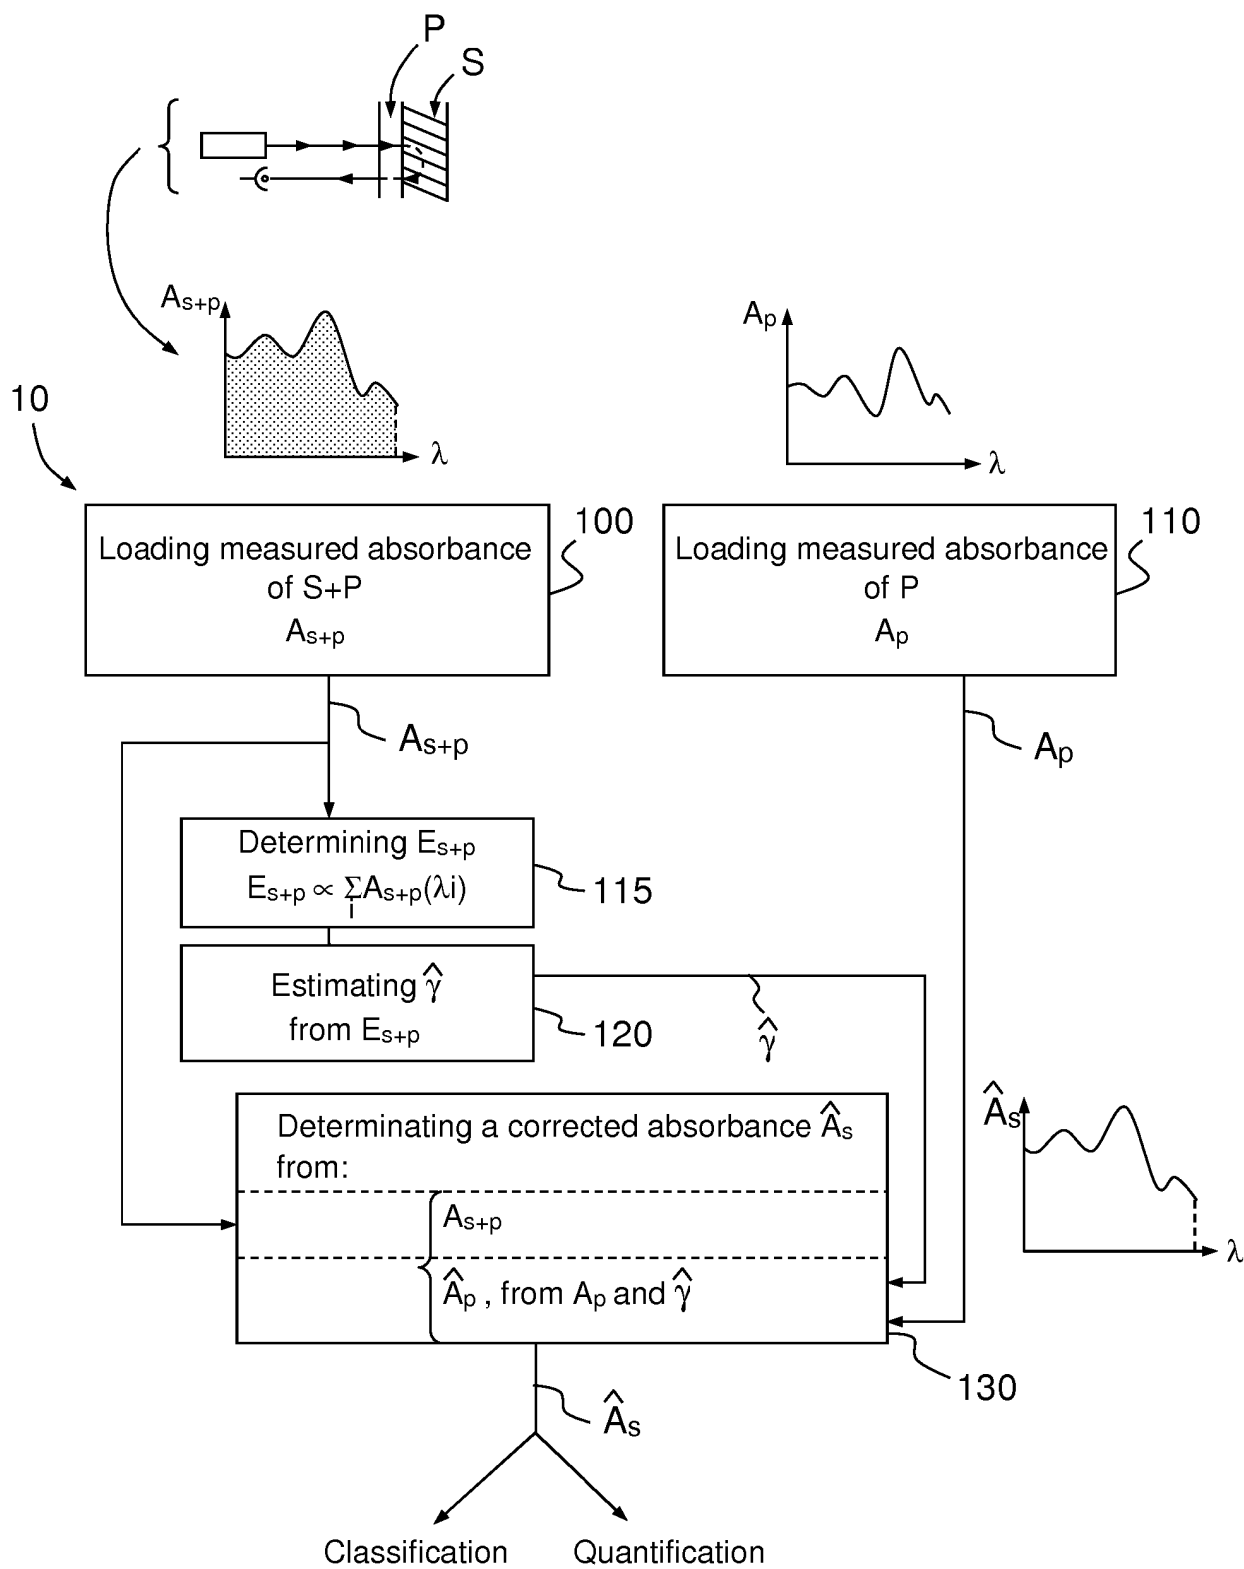 P
S
As+p
λ
Ap
λ
10
100
Loading measured absorbance
of S+P
As+p
110
Loading measured absorbance
of P
Ap
As+p
Ap
Determining Es+p
Es+p ∝ ΣAs+p(λi)
i
115
Estimating γ̂
from Es+p
120
γ̂
Determinating a corrected absorbance Âs
from:
As+p
Âp , from Ap and γ̂
130
Âs
λ
Âs
Classification
Quantification